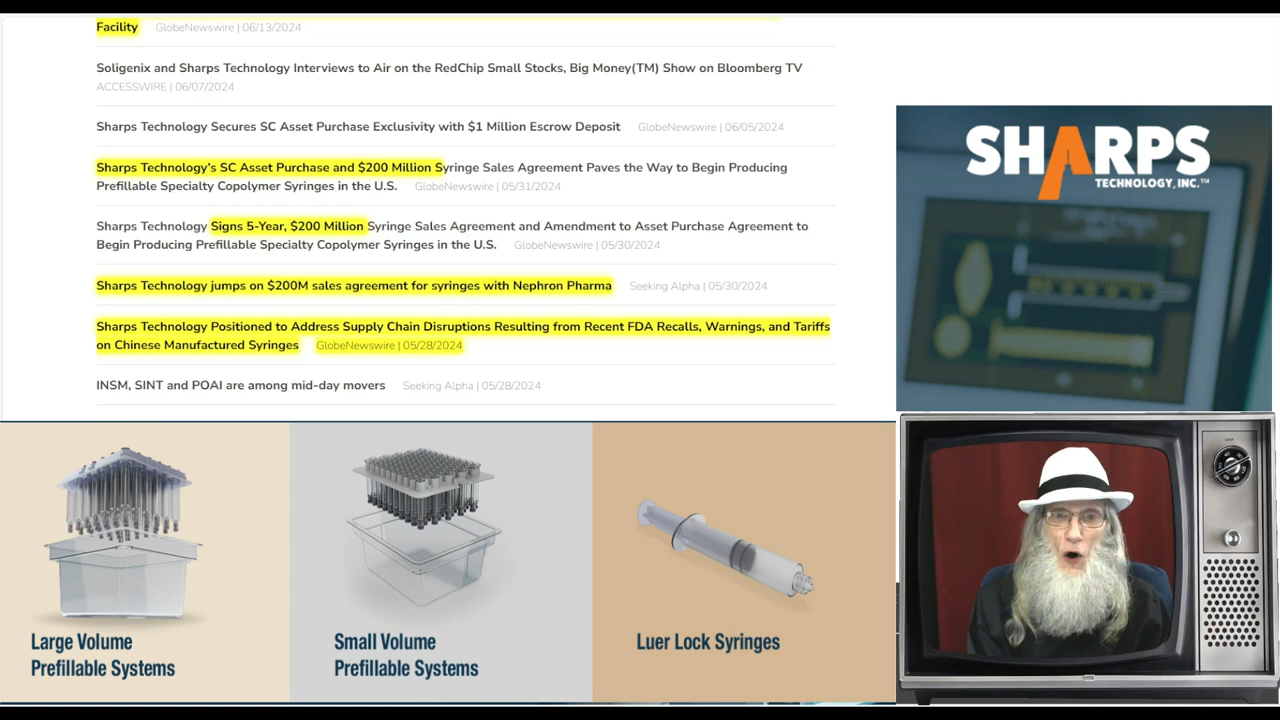 Facility GlobeNewswire | 06/13/2024
Soligenix and Sharps Technology Interviews to Air on the RedChip Small Stocks, Big Money(TM) Show on Bloomberg TV
ACCESSWIRE | 06/07/2024
Sharps Technology Secures SC Asset Purchase Exclusivity with $1 Million Escrow Deposit GlobeNewswire | 06/05/2024
Sharps Technology's SC Asset Purchase and $200 Million Syringe Sales Agreement Paves the Way to Begin Producing
Prefillable Specialty Copolymer Syringes in the U.S. GlobeNewswire | 05/31/2024
Sharps Technology Signs 5-Year, $200 Million Syringe Sales Agreement and Amendment to Asset Purchase Agreement to
Begin Producing Prefillable Specialty Copolymer Syringes in the U.S. GlobeNewswire | 05/30/2024
Sharps Technology jumps on $200M sales agreement for syringes with Nephron Pharma Seeking Alpha | 05/30/2024
Sharps Technology Positioned to Address Supply Chain Disruptions Resulting from Recent FDA Recalls, Warnings, and Tariffs
on Chinese Manufactured Syringes GlobeNewswire | 05/28/2024
INSM, SINT and POAI are among mid-day movers Seeking Alpha | 05/28/2024
SHARPS
TECHNOLOGY, INC.™
Large Volume
Prefillable Systems
Small Volume
Prefillable Systems
Luer Lock Syringes